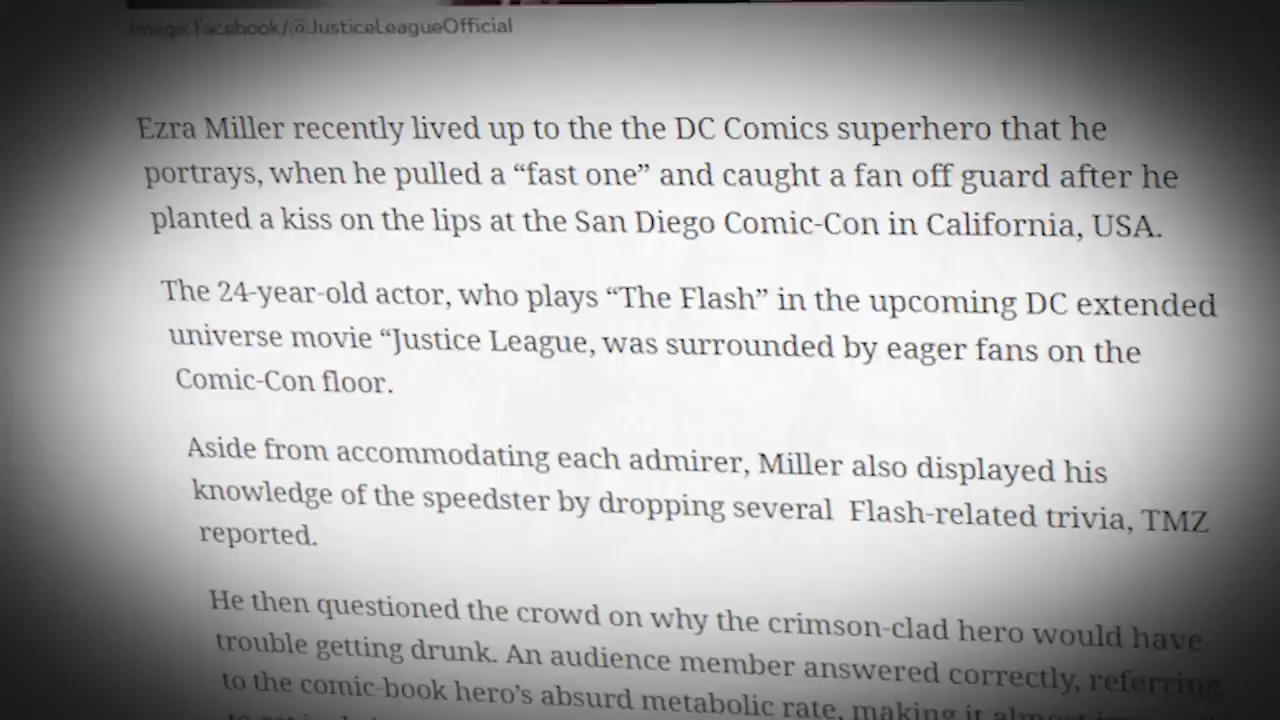 Image: Facebook/@JusticeLeagueOfficial
Ezra Miller recently lived up to the the DC Comics superhero that he
portrays, when he pulled a “fast one” and caught a fan off guard after he
planted a kiss on the lips at the San Diego Comic-Con in California, USA.
The 24-year-old actor, who plays “The Flash” in the upcoming DC extended
universe movie “Justice League, was surrounded by eager fans on the
Comic-Con floor.
Aside from accommodating each admirer, Miller also displayed his
knowledge of the speedster by dropping several Flash-related trivia, TMZ
reported.
He then questioned the crowd on why the crimson-clad hero would have
trouble getting drunk. An audience member answered correctly, referring
to the comic-book hero’s absurd metabolic rate, making it almost